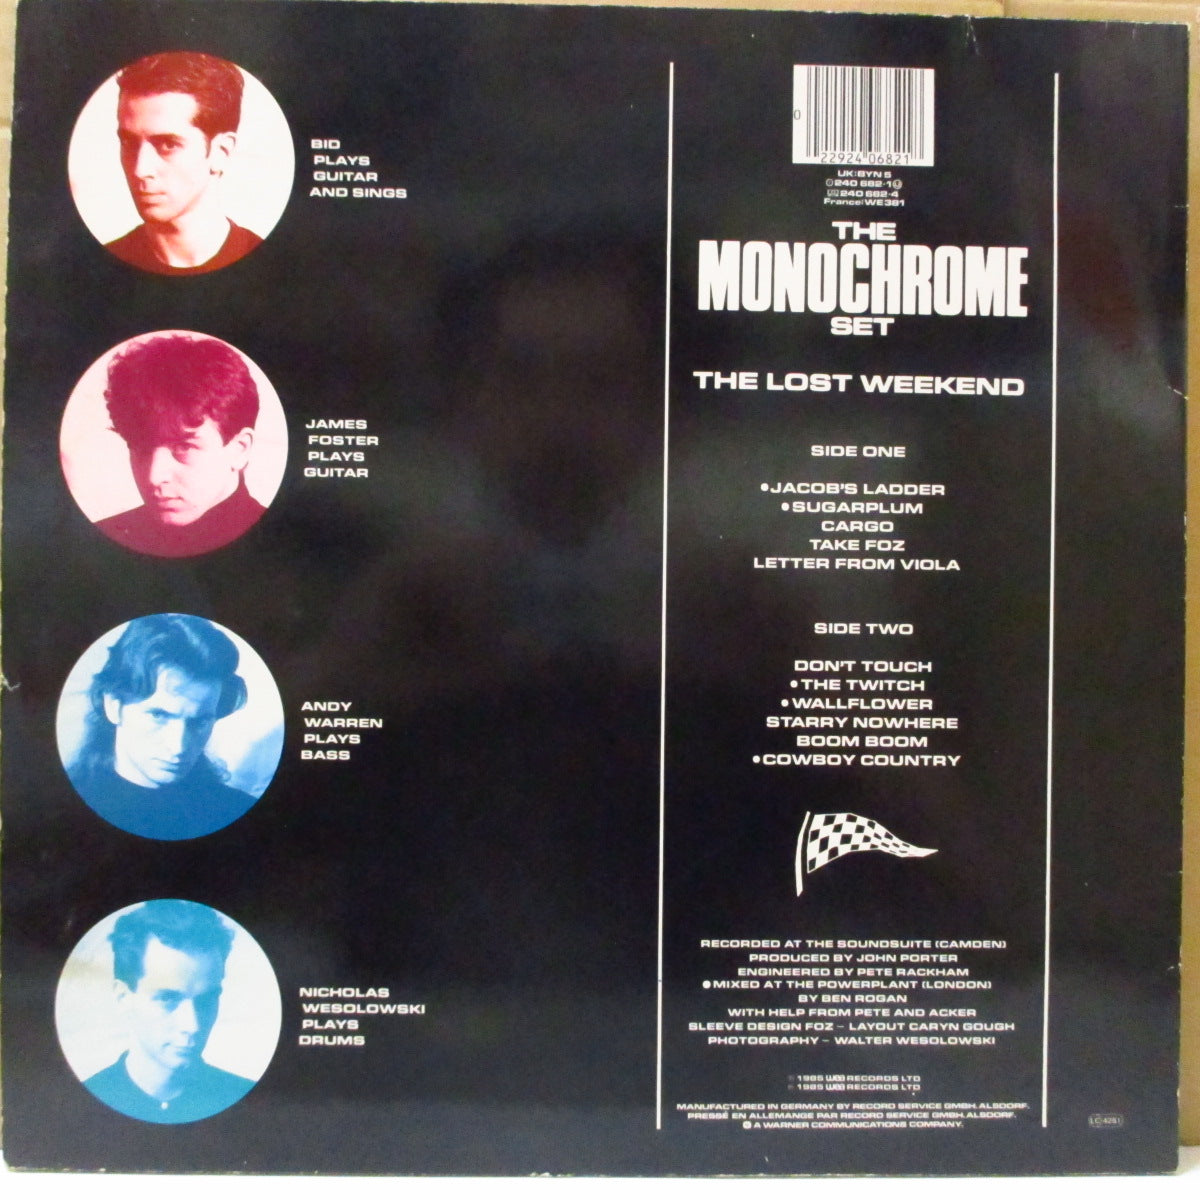 BID
PLAYS
GUITAR
AND SINGS
JAMES
FOSTER
PLAYS
GUITAR
ANDY
WARREN
PLAYS
BASS
NICHOLAS
WESOLOWSKI
PLAYS
DRUMS
0
22924 06821
UK: BYN 5
240 682-1
240 682-4
France: WE 381
THE
MONOCHROME
SET
THE LOST WEEKEND
SIDE ONE
•JACOB'S LADDER
•SUGARPLUM
CARGO
TAKE FOZ
LETTER FROM VIOLA
SIDE TWO
DON'T TOUCH
•THE TWITCH
•WALLFLOWER
STARRY NOWHERE
BOOM BOOM
•COWBOY COUNTRY
RECORDED AT THE SOUNDSUITE (CAMDEN)
PRODUCED BY JOHN PORTER
ENGINEERED BY PETE RACKHAM
•MIXED AT THE POWERPLANT (LONDON)
BY BEN ROGAN
WITH HELP FROM PETE AND ACKER
SLEEVE DESIGN FOZ - LAYOUT CARYN GOUGH
PHOTOGRAPHY - WALTER WESOLOWSKI
℗ 1985 wea RECORDS LTD
© 1985 wea RECORDS LTD
MANUFACTURED IN GERMANY BY RECORD SERVICE GMBH, ALSDORF.
PRESSÉ EN ALLEMANGE PAR RECORD SERVICE GMBH, ALSDORF.
A WARNER COMMUNICATIONS COMPANY.
LC 4281